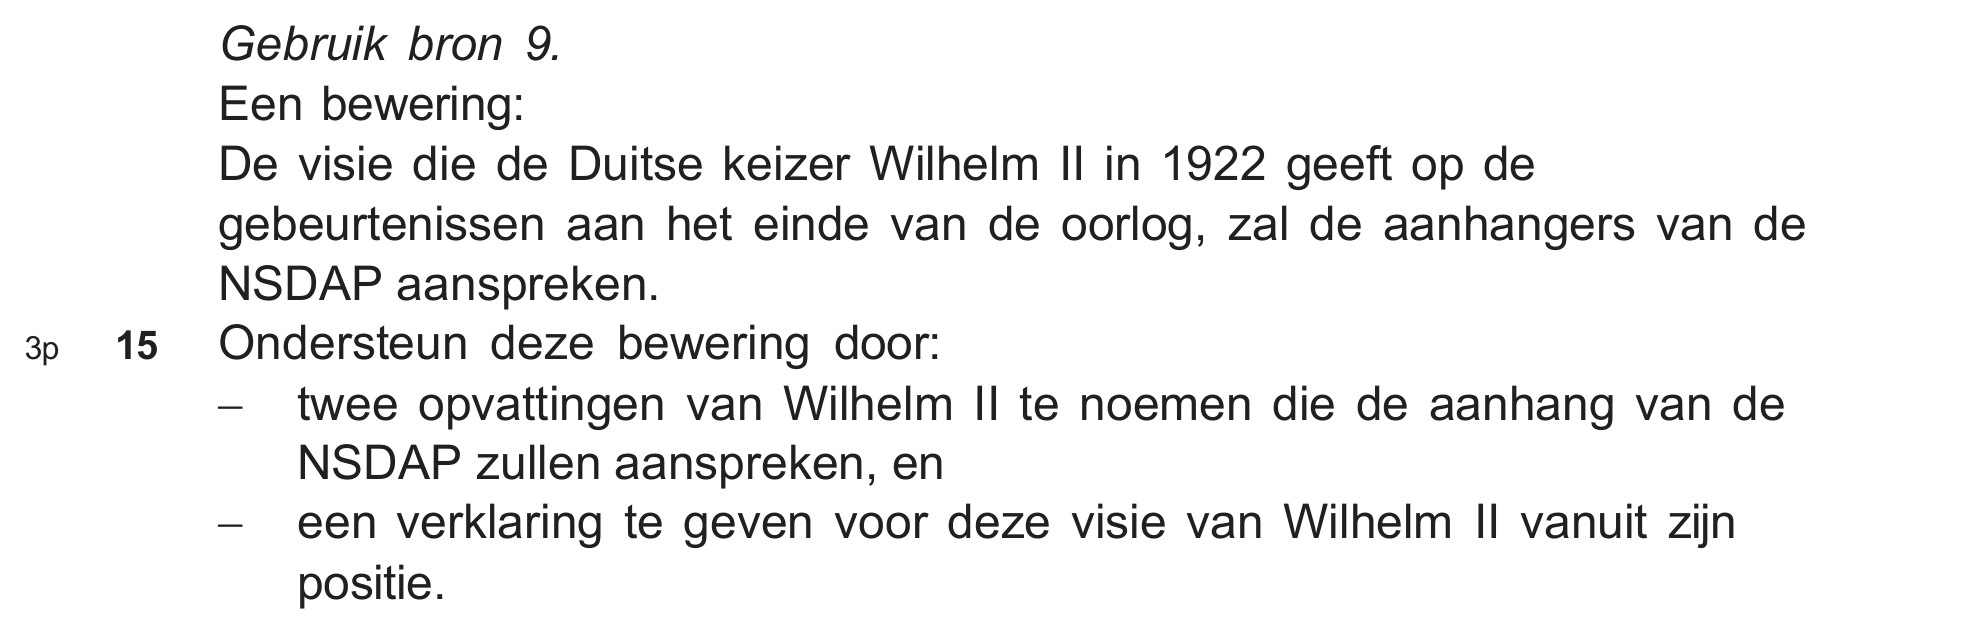 Gebruik bron 9.
Een bewering:
De visie die de Duitse keizer Wilhelm II in 1922 geeft op de
gebeurtenissen aan het einde van de oorlog, zal de aanhangers van de
NSDAP aanspreken.
3p 15 Ondersteun deze bewering door:
– twee opvattingen van Wilhelm II te noemen die de aanhang van de
NSDAP zullen aanspreken, en
– een verklaring te geven voor deze visie van Wilhelm II vanuit zijn
positie.